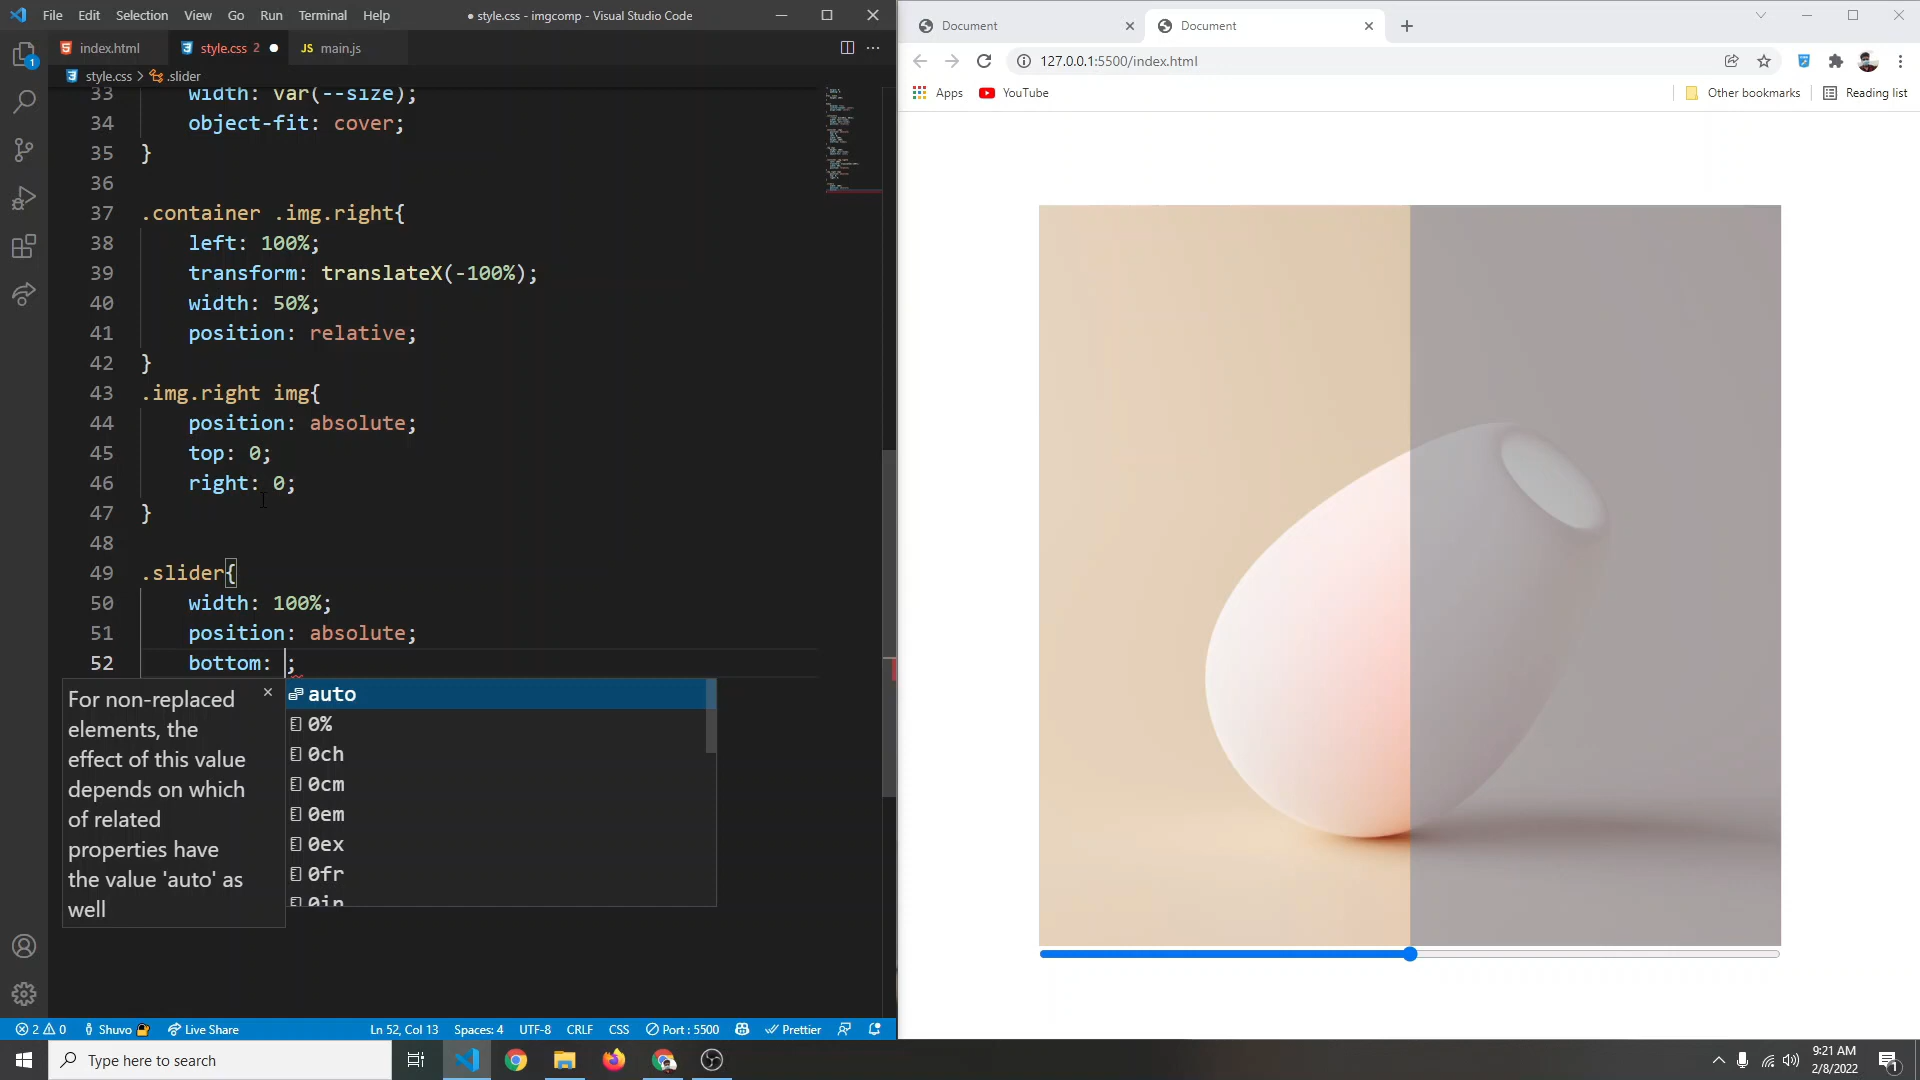 File Edit Selection View Go Run Terminal Help
● style.css - imgcomp - Visual Studio Code
index.html style.css 2 ● JS main.js
style.css > .slider
33 width: var(--size);
34 object-fit: cover;
35 }
36
37 .container .img.right{
38 left: 100%;
39 transform: translateX(-100%);
40 width: 50%;
41 position: relative;
42 }
43 .img.right img{
44 position: absolute;
45 top: 0;
46 right: 0;
47 }
48
49 .slider{
50 width: 100%;
51 position: absolute;
52 bottom: ;
For non-replaced
elements, the
effect of this value
depends on which
of related
properties have
the value 'auto' as
well
auto
0%
0ch
0cm
0em
0ex
0fr
0in
2 0 Shuvo Live Share Ln 52, Col 13 Spaces: 4 UTF-8 CRLF CSS Port : 5500 Prettier
Document Document
127.0.0.1:5500/index.html
Apps YouTube Other bookmarks Reading list
1
Type here to search
9:21 AM
2/8/2022
1